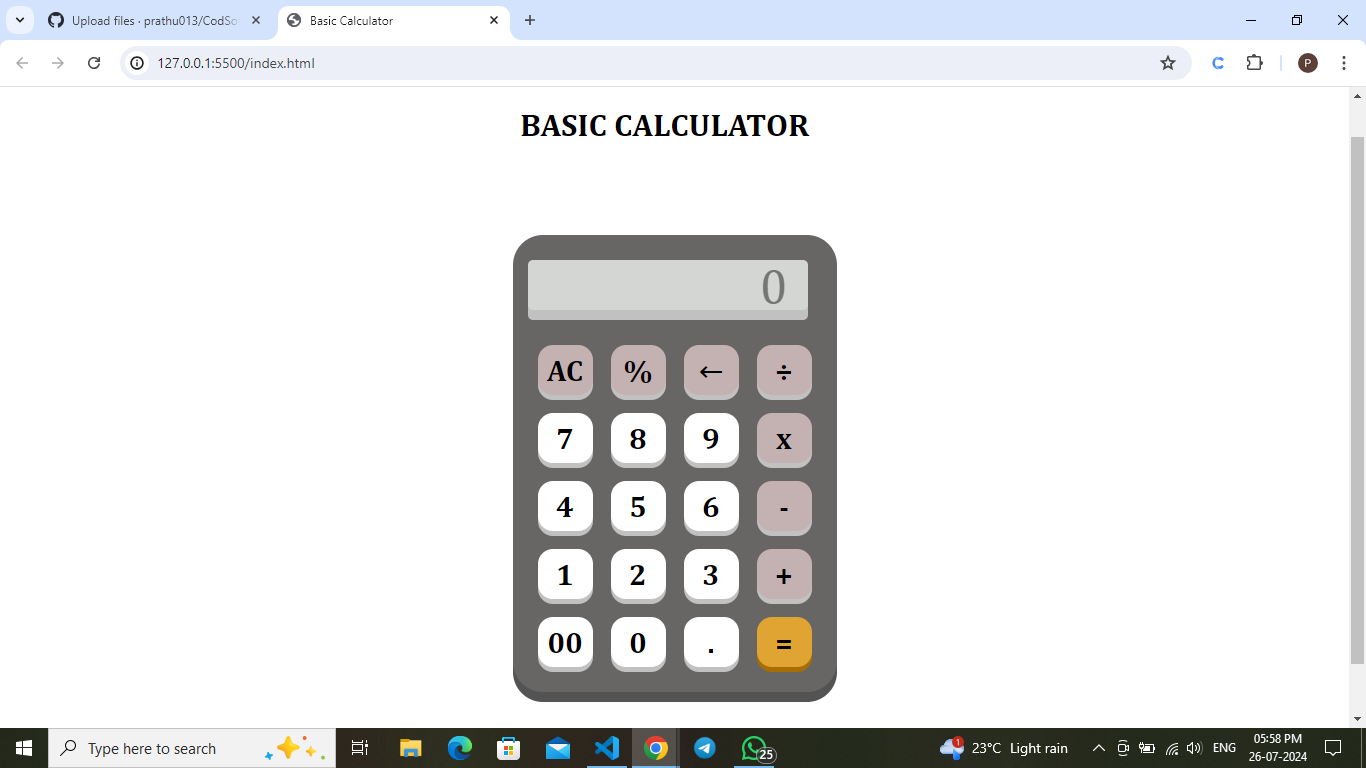 Upload files · prathu013/CodSo
Basic Calculator
127.0.0.1:5500/index.html
P
BASIC CALCULATOR
0
AC % ← ÷
7 8 9 x
4 5 6 -
1 2 3 +
00 0 . =
Type here to search
25
1
23°C Light rain
ENG
05:58 PM
26-07-2024